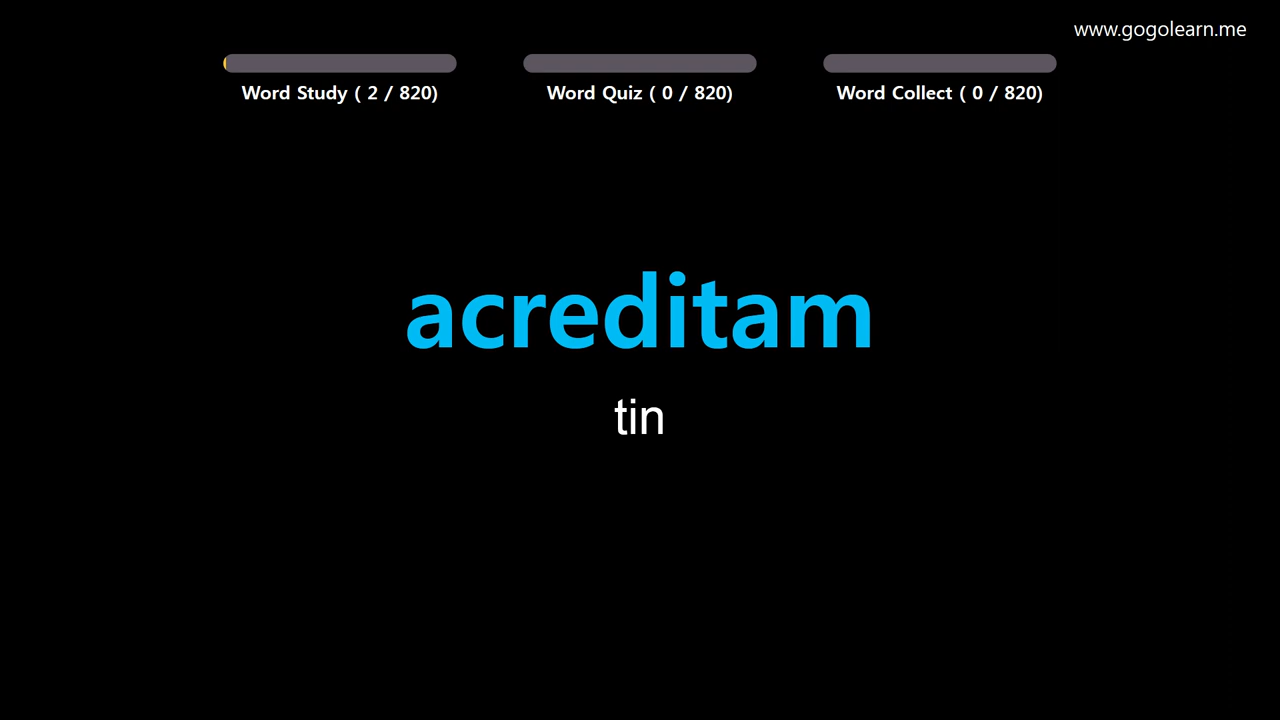 www.gogolearn.me
Word Study ( 2 / 820)
Word Quiz ( 0 / 820)
Word Collect ( 0 / 820)
acreditam
tin